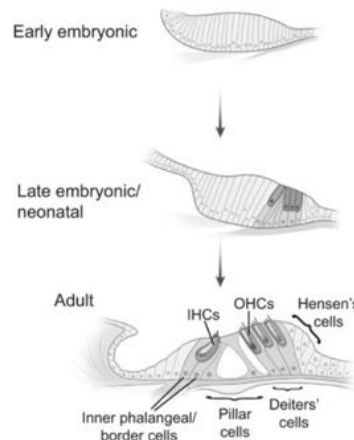 Early embryonic
Late embryonic/
neonatal
Adult
IHCs
OHCs
Hensen's
cells
Inner phalangeal/
border cells
Pillar
cells
Deiters'
cells